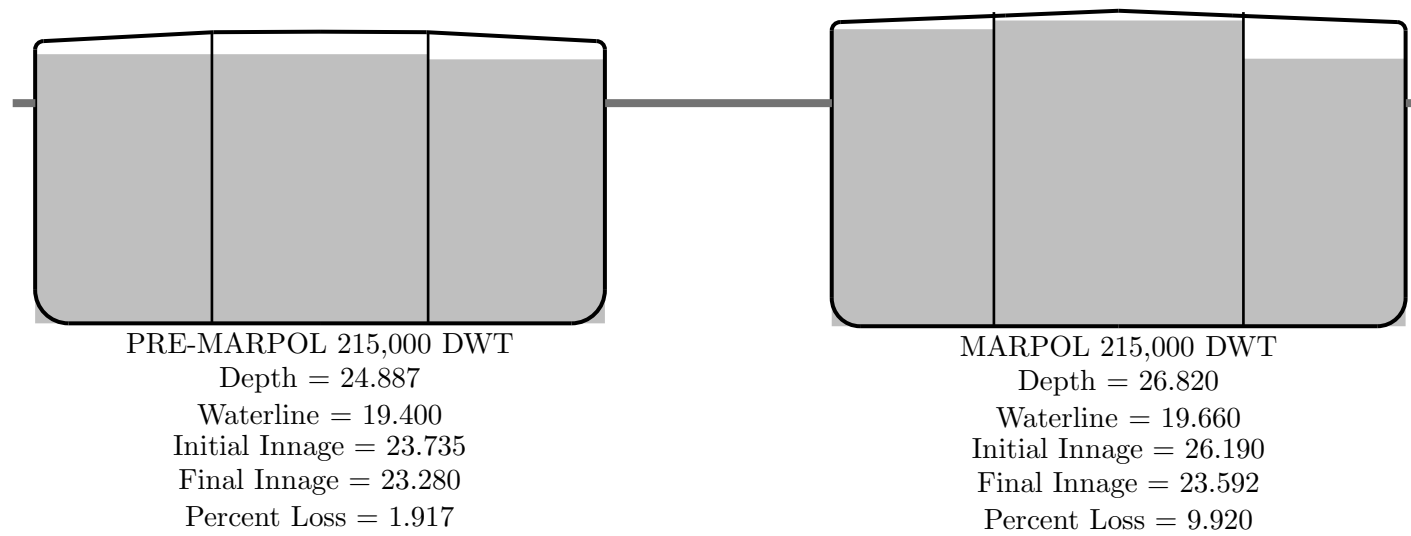 PRE-MARPOL 215,000 DWT
Depth = 24.887
Waterline = 19.400
Initial Innage = 23.735
Final Innage = 23.280
Percent Loss = 1.917
MARPOL 215,000 DWT
Depth = 26.820
Waterline = 19.660
Initial Innage = 26.190
Final Innage = 23.592
Percent Loss = 9.920